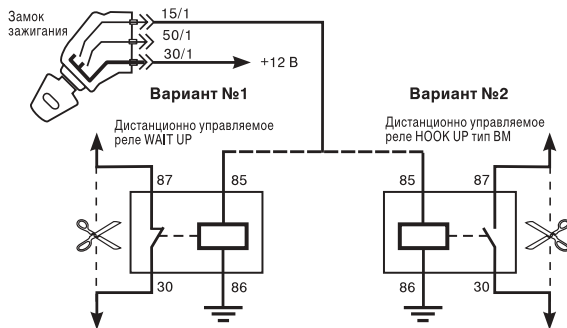 Замок
зажигания
15/1
50/1
30/1
+12 В
Вариант №1
Дистанционно управляемое
реле WAIT UP
87
85
30
86
Вариант №2
Дистанционно управляемое
реле HOOK UP тип ВМ
85
87
86
30